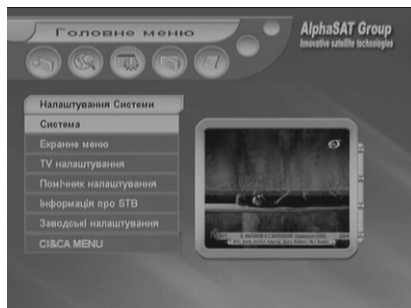 Головне меню
AlphaSAT Group
Innovative satellite technologies
Налаштування Системи
Система
Екранне меню
TV налаштування
Помічник налаштування
Інформація про STB
Заводські налаштування
CI&CA MENU